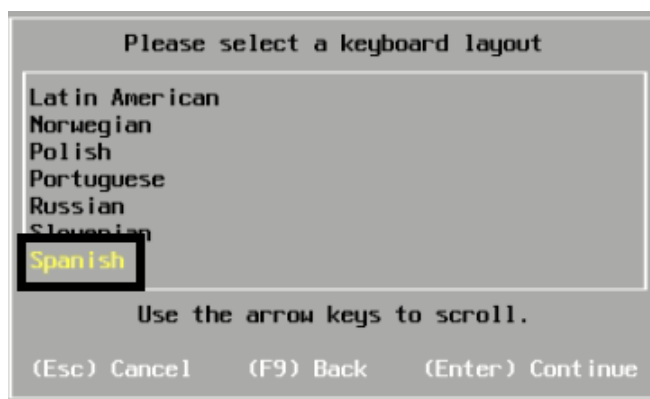 Please select a keyboard layout
Latin American
Norwegian
Polish
Portuguese
Russian
Slovenian
Spanish
Use the arrow keys to scroll.
(Esc) Cancel (F9) Back (Enter) Continue